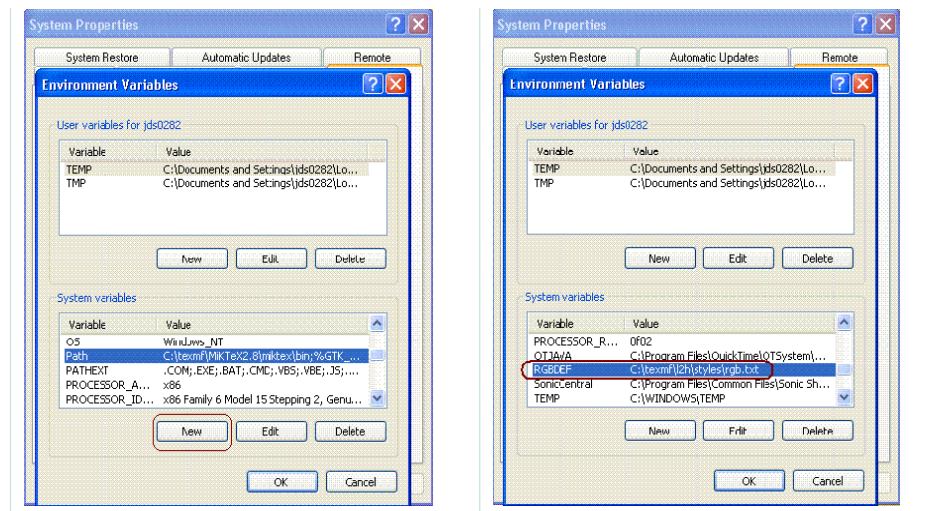 System Properties
System Restore Automatic Updates Remote
Environment Variables
User variables for jds0282
Variable Value
TEMP C:\Documents and Settings\jds0282\Lo...
TMP C:\Documents and Settings\jds0282\Lo...
New Edit Delete
System variables
Variable Value
OS Windows_NT
Path C:\texmf\MiKTeX2.8\miktex\bin;%GTK_...
PATHEXT .COM;.EXE;.BAT;.CMD;.VBS;.VBE;.JS;....
PROCESSOR_A... x86
PROCESSOR_ID... x86 Family 6 Model 15 Stepping 2, Genu...
New Edit Delete
OK Cancel
System Properties
System Restore Automatic Updates Remote
Environment Variables
User variables for jds0282
Variable Value
TEMP C:\Documents and Settings\jds0282\Lo...
TMP C:\Documents and Settings\jds0282\Lo...
New Edit Delete
System variables
Variable Value
PROCESSOR_R... 0f02
QTJAVA C:\Program Files\QuickTime\QTSystem\...
RGBDEF C:\texmf\l2h\styles\rgb.txt
SonicCentral C:\Program Files\Common Files\Sonic Sh...
TEMP C:\WINDOWS\TEMP
New Edit Delete
OK Cancel